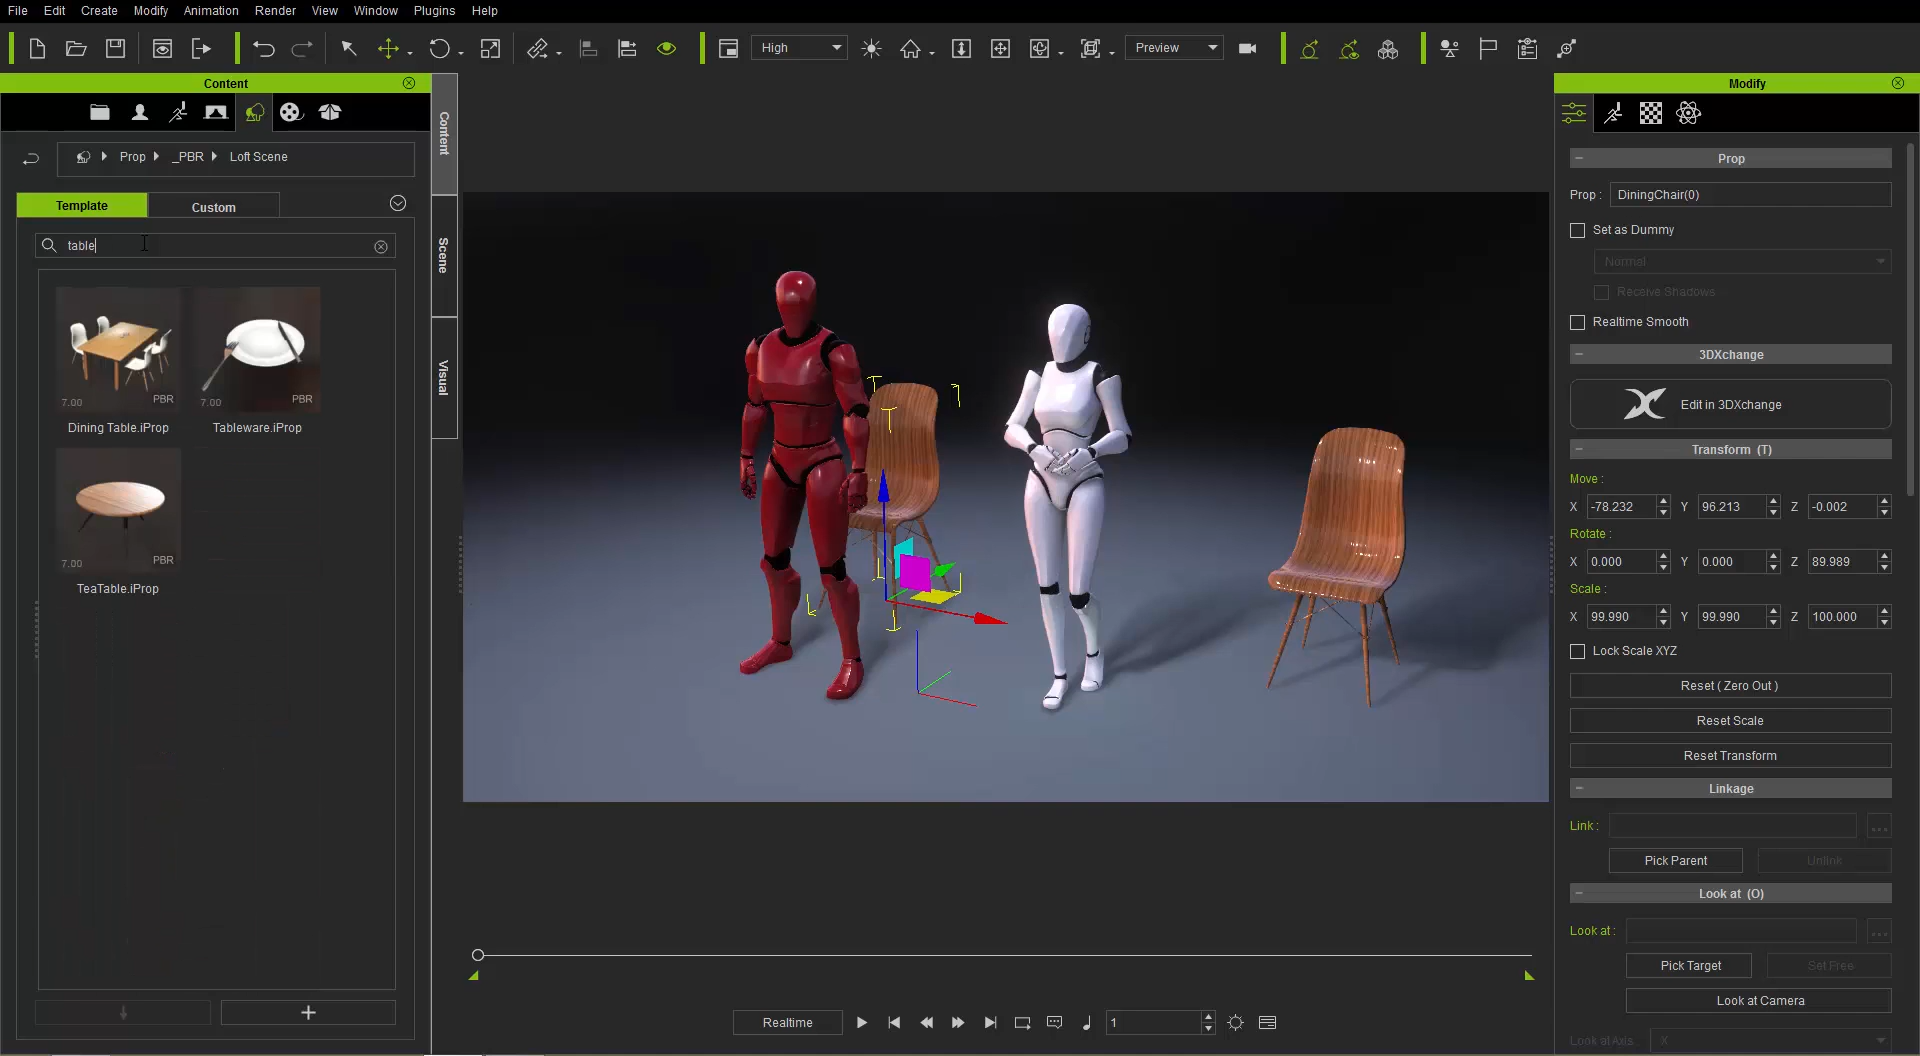 File Edit Create Modify Animation Render View Window Plugins Help
High
Preview
Content
Modify
Prop _PBR Loft Scene
Template Custom
table
7.00 PBR
7.00 PBR
Dining Table.iProp Tableware.iProp
7.00 PBR
TeaTable.iProp
Content
Scene
Visual
Realtime
1
Prop
Prop : DiningChair(0)
Set as Dummy
Normal
Receive Shadows
Realtime Smooth
3DXchange
Edit in 3DXchange
Transform (T)
Move :
X -78.232 Y 96.213 Z -0.002
Rotate :
X 0.000 Y 0.000 Z 89.989
Scale :
X 99.990 Y 99.990 Z 100.000
Lock Scale XYZ
Reset ( Zero Out )
Reset Scale
Reset Transform
Linkage
Link : ...
Pick Parent Unlink
Look at (O)
Look at : ...
Pick Target Set Free
Look at Camera
Look at Axis : X